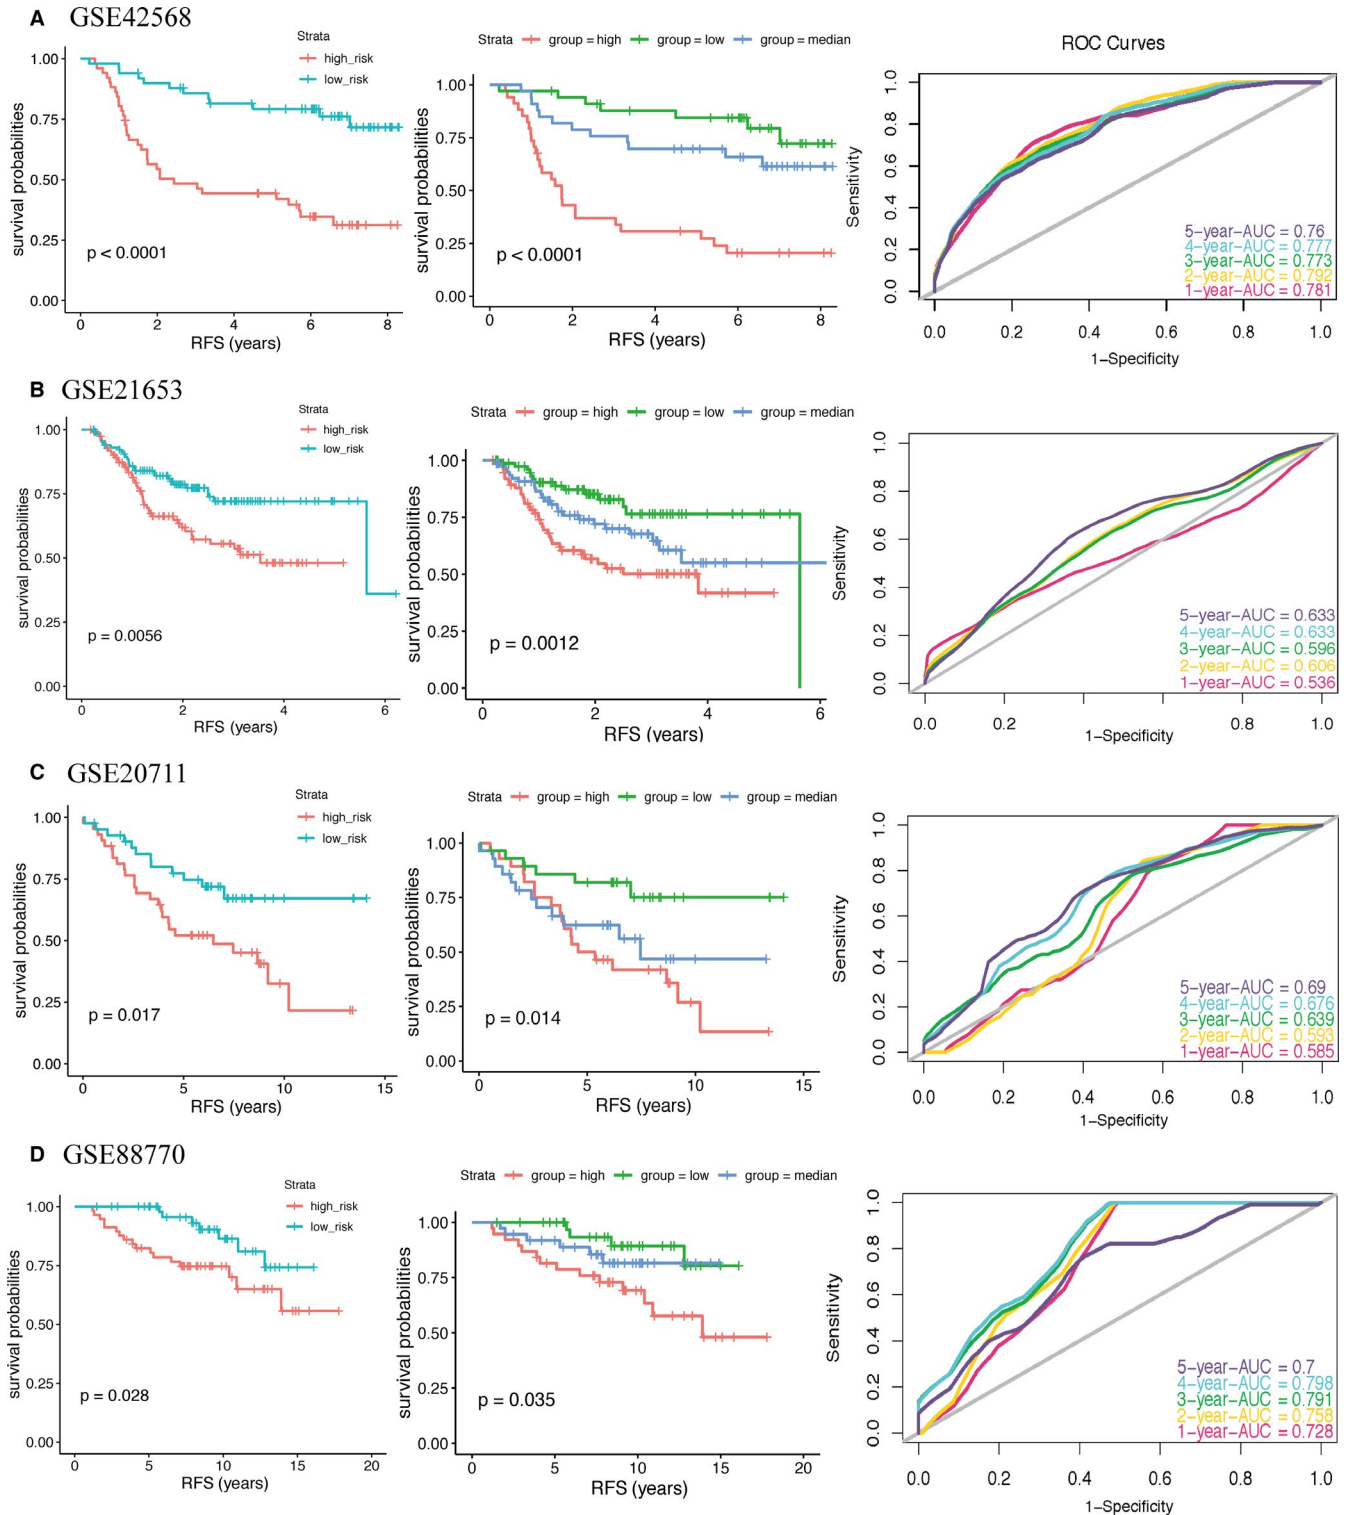 A GSE42568
Strata
high_risk
low_risk
survival probabilities
1.00
0.75
0.50
0.25
0.00
p < 0.0001
0 2 4 6 8
RFS (years)
Strata group = high group = low group = median
survival probabilities
1.00
0.75
0.50
0.25
0.00
p < 0.0001
0 2 4 6 8
RFS (years)
ROC Curves
Sensitivity
1.0
0.8
0.6
0.4
0.2
0.0
5-year-AUC = 0.76
4-year-AUC = 0.777
3-year-AUC = 0.773
2-year-AUC = 0.792
1-year-AUC = 0.781
0.0 0.2 0.4 0.6 0.8 1.0
1-Specificity
B GSE21653
Strata
high_risk
low_risk
survival probabilities
1.00
0.75
0.50
0.25
0.00
p = 0.0056
0 2 4 6
RFS (years)
Strata group = high group = low group = median
survival probabilities
1.00
0.75
0.50
0.25
0.00
p = 0.0012
0 2 4 6
RFS (years)
Sensitivity
1.0
0.8
0.6
0.4
0.2
0.0
5-year-AUC = 0.633
4-year-AUC = 0.633
3-year-AUC = 0.596
2-year-AUC = 0.606
1-year-AUC = 0.536
0.0 0.2 0.8 1.0
1-Specificity
C GSE20711
Strata
high_risk
low_risk
survival probabilities
1.00
0.75
0.50
0.25
0.00
p = 0.017
0 5 10 15
RFS (years)
Strata group = high group = low group = median
survival probabilities
1.00
0.75
0.50
0.25
0.00
p = 0.014
0 5 10 15
RFS (years)
Sensitivity
1.0
0.8
0.6
0.4
0.2
0.0
5-year-AUC = 0.69
4-year-AUC = 0.676
3-year-AUC = 0.639
2-year-AUC = 0.593
1-year-AUC = 0.585
0.0 0.2 0.4 0.6 0.8 1.0
1-Specificity
D GSE88770
Strata
high_risk
low_risk
survival probabilities
1.00
0.75
0.50
0.25
0.00
p = 0.028
0 5 10 15 20
RFS (years)
Strata group = high group = low group = median
survival probabilities
1.00
0.75
0.50
0.25
0.00
p = 0.035
0 5 10 15 20
RFS (years)
Sensitivity
1.0
0.8
0.6
0.4
0.2
0.0
5-year-AUC = 0.7
4-year-AUC = 0.798
3-year-AUC = 0.791
2-year-AUC = 0.758
1-year-AUC = 0.728
0.0 0.2 0.4 0.6 0.8 1.0
1-Specificity